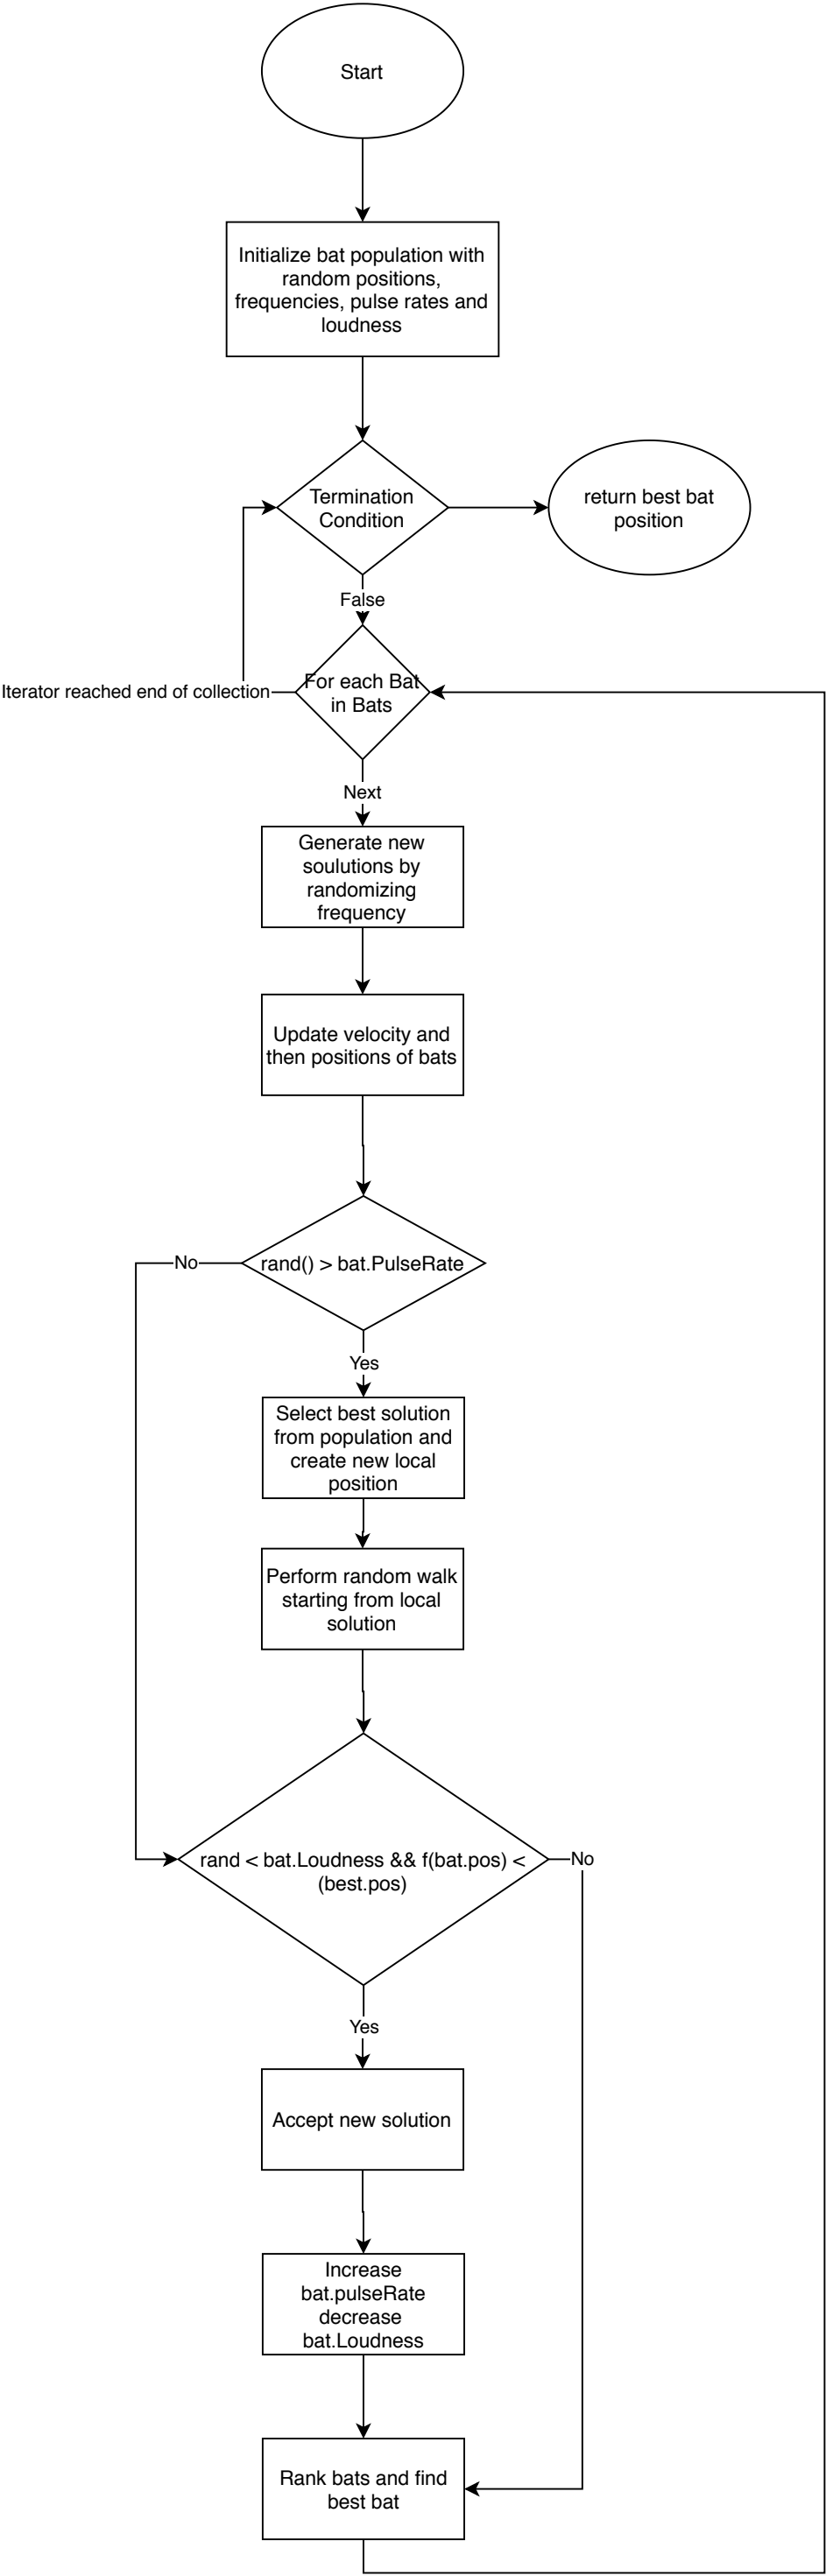 Start
Initialize bat population with
random positions,
frequencies, pulse rates and
loudness
Termination
Condition
return best bat
position
False
Iterator reached end of collection
For each Bat
in Bats
Next
Generate new
soulutions by
randomizing
frequency
Update velocity and
then positions of bats
No
rand() > bat.PulseRate
Yes
Select best solution
from population and
create new local
position
Perform random walk
starting from local
solution
rand < bat.Loudness && f(bat.pos) <
(best.pos)
No
Yes
Accept new solution
Increase
bat.pulseRate
decrease
bat.Loudness
Rank bats and find
best bat